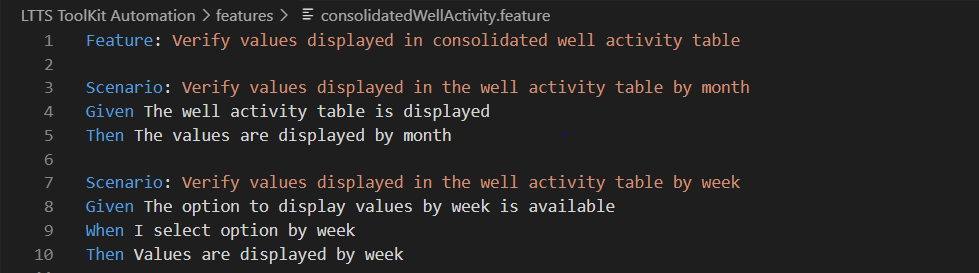 LTTS ToolKit Automation > features > consolidatedWellActivity.feature
1 Feature: Verify values displayed in consolidated well activity table
2
3 Scenario: Verify values displayed in the well activity table by month
4 Given The well activity table is displayed
5 Then The values are displayed by month
6
7 Scenario: Verify values displayed in the well activity table by week
8 Given The option to display values by week is available
9 When I select option by week
10 Then Values are displayed by week